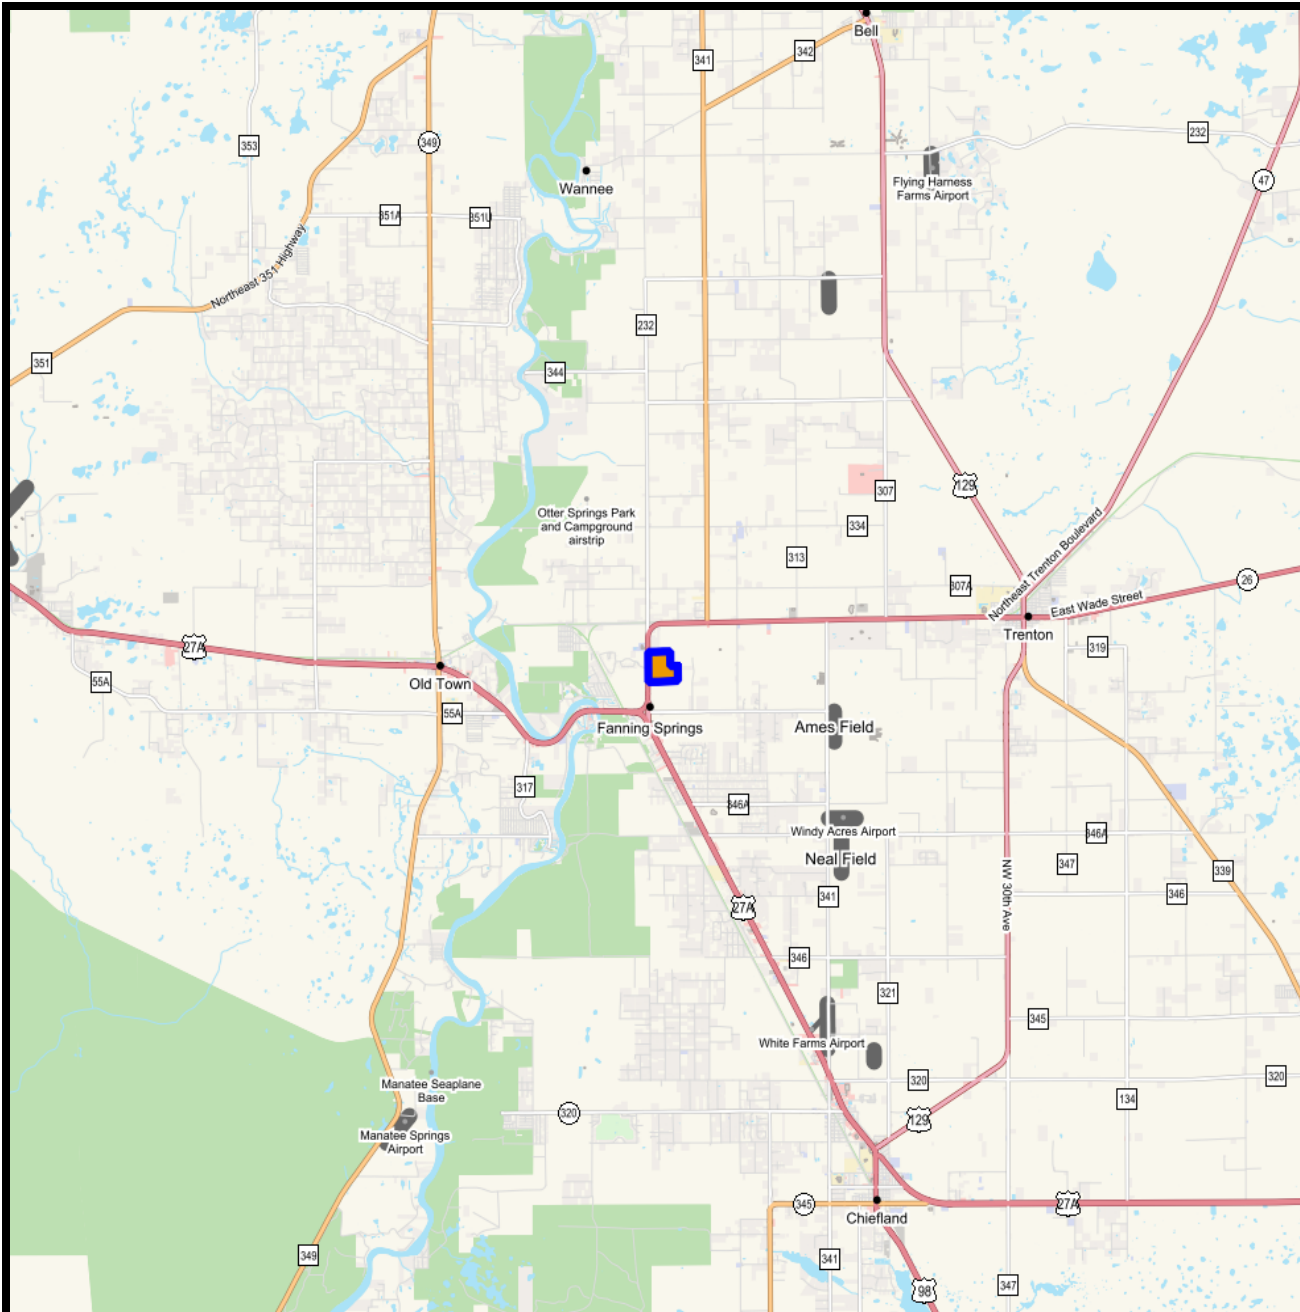 Bell
341
342
353
349
232
Wannee
Flying Harness
Farms Airport
47
351A
351U
Northeast 351 Highway
232
351
344
129
307
Otter Springs Park
and Campground
airstrip
334
313
Northeast Trenton Boulevard
307A
26
East Wade Street
Trenton
27A
319
55A
Old Town
55A
Fanning Springs
Ames Field
317
346A
Windy Acres Airport
346A
Neal Field
347
339
NW 30th Ave
341
346
27A
346
321
345
White Farms Airport
320
320
Manatee Seaplane
Base
134
320
129
Manatee Springs
Airport
345
27A
Chiefland
349
341
347
98